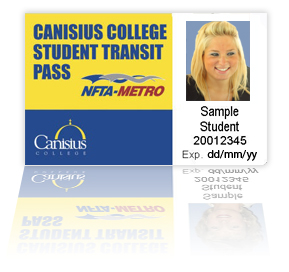 CANISIUS COLLEGE
STUDENT TRANSIT
PASS
NFTA-METRO
Canisius
COLLEGE
Sample
Student
20012345
Exp. dd/mm/yy